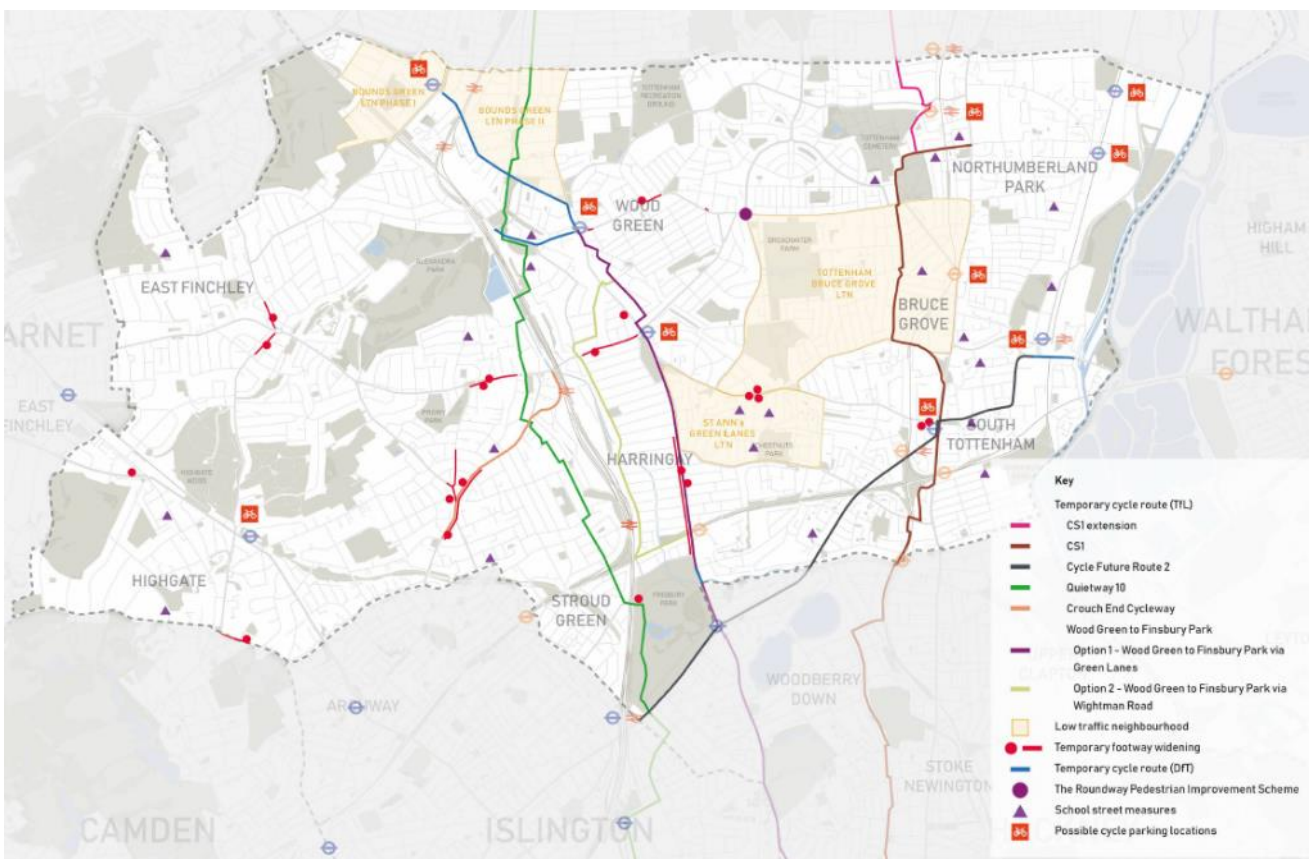 BOUNDS GREEN
LTN PHASE I
BOUNDS GREEN
LTN PHASE II
TOTTENHAM
RECREATION
TOTTENHAM
CEMETERY
NORTHUMBERLAND
PARK
HIGHAM
HILL
WOOD
GREEN
BROADWATER
PARK
ALEXANDRA
PARK
EAST FINCHLEY
TOTTENHAM
BRUCE GROVE
LTN
BRUCE
GROVE
ARNET
WALTHA
FORES
EAST
FINCHLEY
PRIORY
PARK
ST ANN's
GREEN LANES
LTN
CHESTNUTS
PARK
SOUTH
TOTTENHAM
HARRINGAY
HIGHGATE
WOOD
HIGHGATE
STROUD
GREEN
FINSBURY
PARK
WOODBERRY
DOWN
CLAPTON
ARCHWAY
STOKE
NEWINGTON
CAMDEN
ISLINGTON
Key
Temporary cycle route (TfL)
CS1 extension
CS1
Cycle Future Route 2
Quietway 10
Crouch End Cycleway
Wood Green to Finsbury Park
Option 1 - Wood Green to Finsbury Park via
Green Lanes
Option 2 - Wood Green to Finsbury Park via
Wightman Road
Low traffic neighbourhood
Temporary footway widening
Temporary cycle route (DfT)
The Roundway Pedestrian Improvement Scheme
School street measures
Possible cycle parking locations